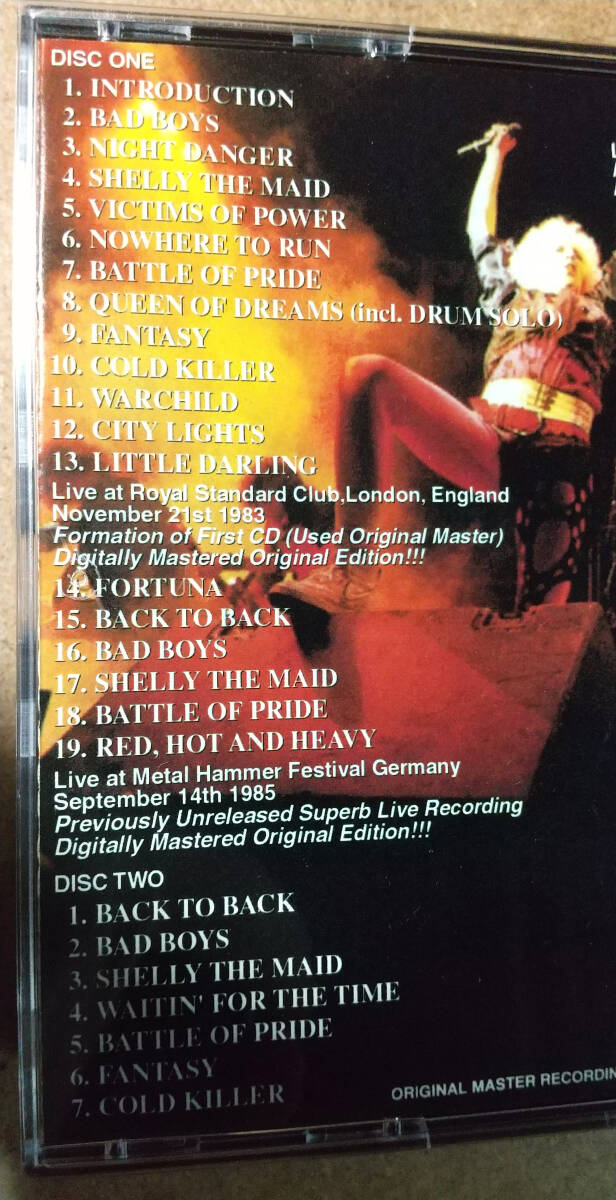 DISC ONE
1. INTRODUCTION
2. BAD BOYS
3. NIGHT DANGER
4. SHELLY THE MAID
5. VICTIMS OF POWER
6. NOWHERE TO RUN
7. BATTLE OF PRIDE
8. QUEEN OF DREAMS (incl. DRUM SOLO)
9. FANTASY
10. COLD KILLER
11. WARCHILD
12. CITY LIGHTS
13. LITTLE DARLING
Live at Royal Standard Club,London, England
November 21st 1983
Formation of First CD (Used Original Master)
Digitally Mastered Original Edition!!!
14. FORTUNA
15. BACK TO BACK
16. BAD BOYS
17. SHELLY THE MAID
18. BATTLE OF PRIDE
19. RED, HOT AND HEAVY
Live at Metal Hammer Festival Germany
September 14th 1985
Previously Unreleased Superb Live Recording
Digitally Mastered Original Edition!!!
DISC TWO
1. BACK TO BACK
2. BAD BOYS
3. SHELLY THE MAID
4. WAITIN' FOR THE TIME
5. BATTLE OF PRIDE
6. FANTASY
7. COLD KILLER
ORIGINAL MASTER RECORDIN